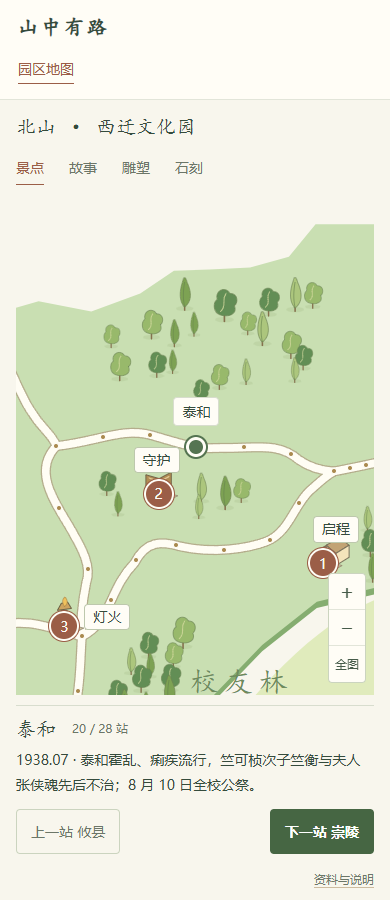 山中有路
园区地图
北山 • 西迁文化园
景点 故事 雕塑 石刻
泰和
守护
2
启程
1
+
−
全图
灯火
3
校友林
泰和 20 / 28 站
1938.07 · 泰和霍乱、痢疾流行，竺可桢次子竺衡与夫人
张侠魂先后不治；8 月 10 日全校公祭。
上一站 攸县 下一站 崇陵
资料与说明